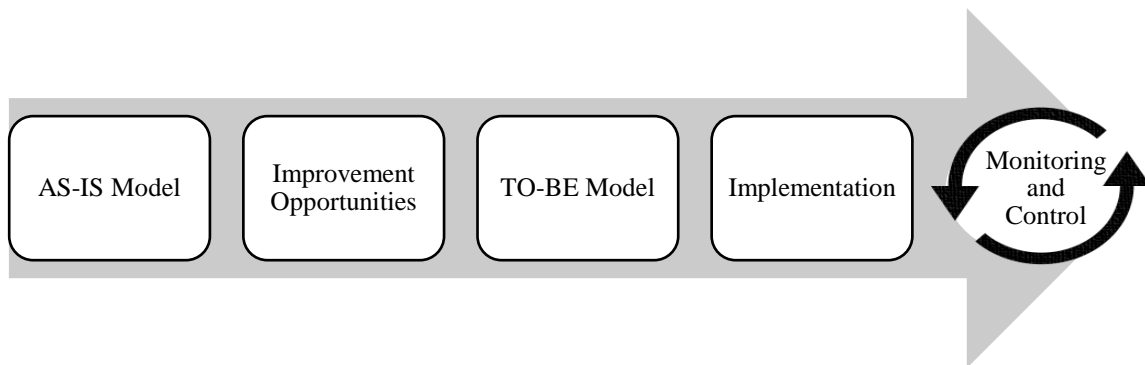 AS-IS Model
Improvement
Opportunities
TO-BE Model
Implementation
Monitoring
and
Control